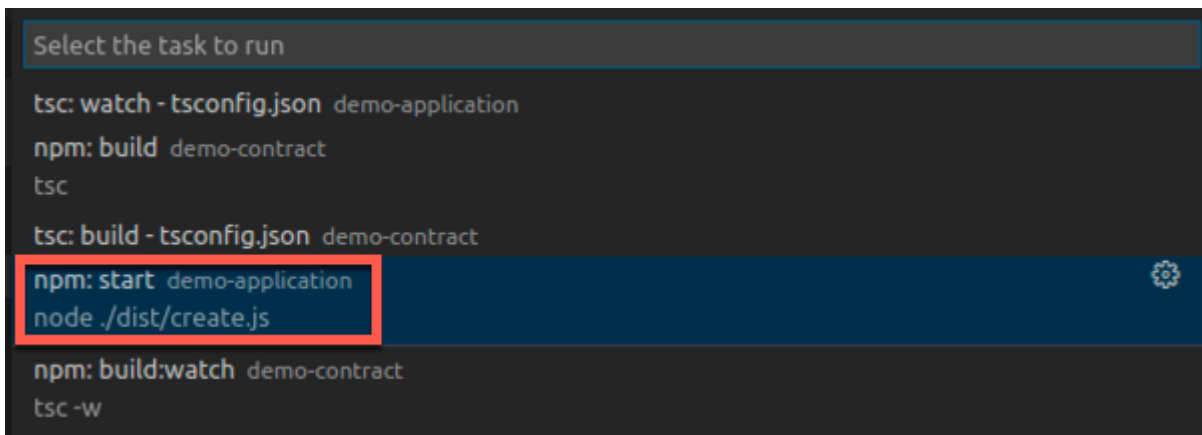 Select the task to run
tsc: watch - tsconfig.json demo-application
npm: build demo-contract
tsc
tsc: build - tsconfig.json demo-contract
npm: start demo-application
node ./dist/create.js
npm: build:watch demo-contract
tsc -w